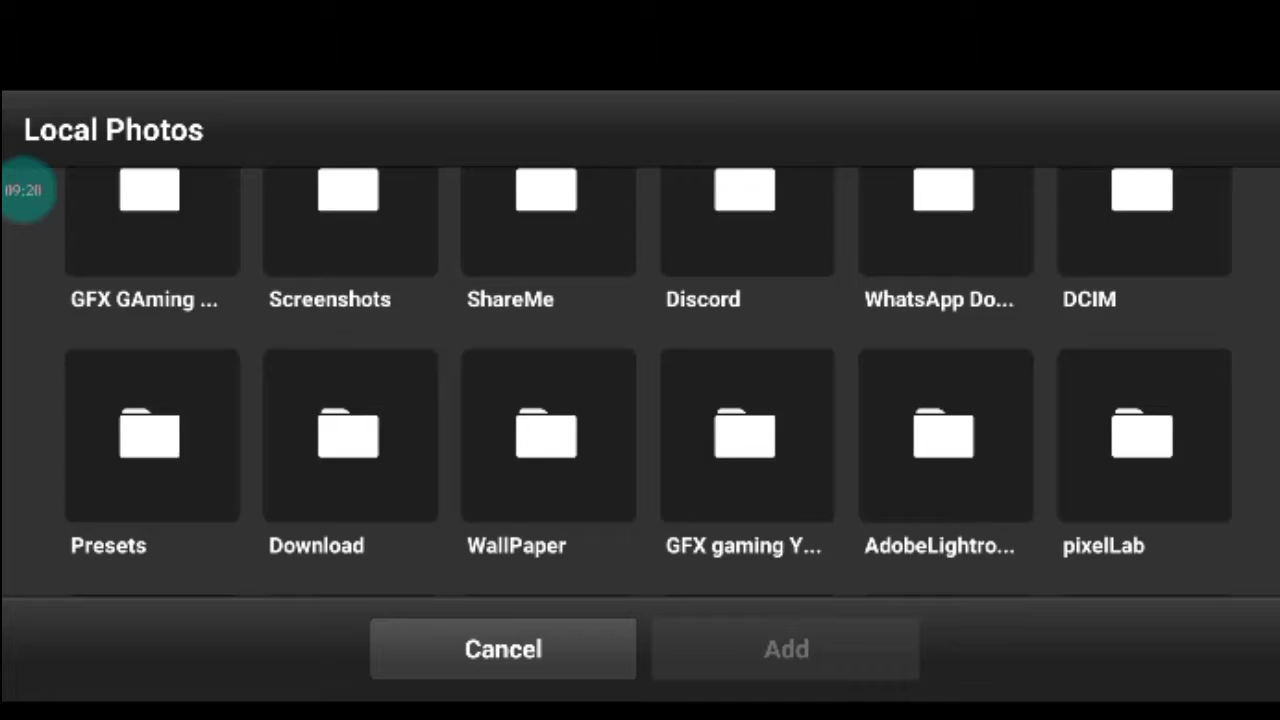 Local Photos
09:20
GFX GAming ...
Screenshots
ShareMe
Discord
WhatsApp Do...
DCIM
Presets
Download
WallPaper
GFX gaming Y...
AdobeLightro...
pixelLab
Cancel
Add